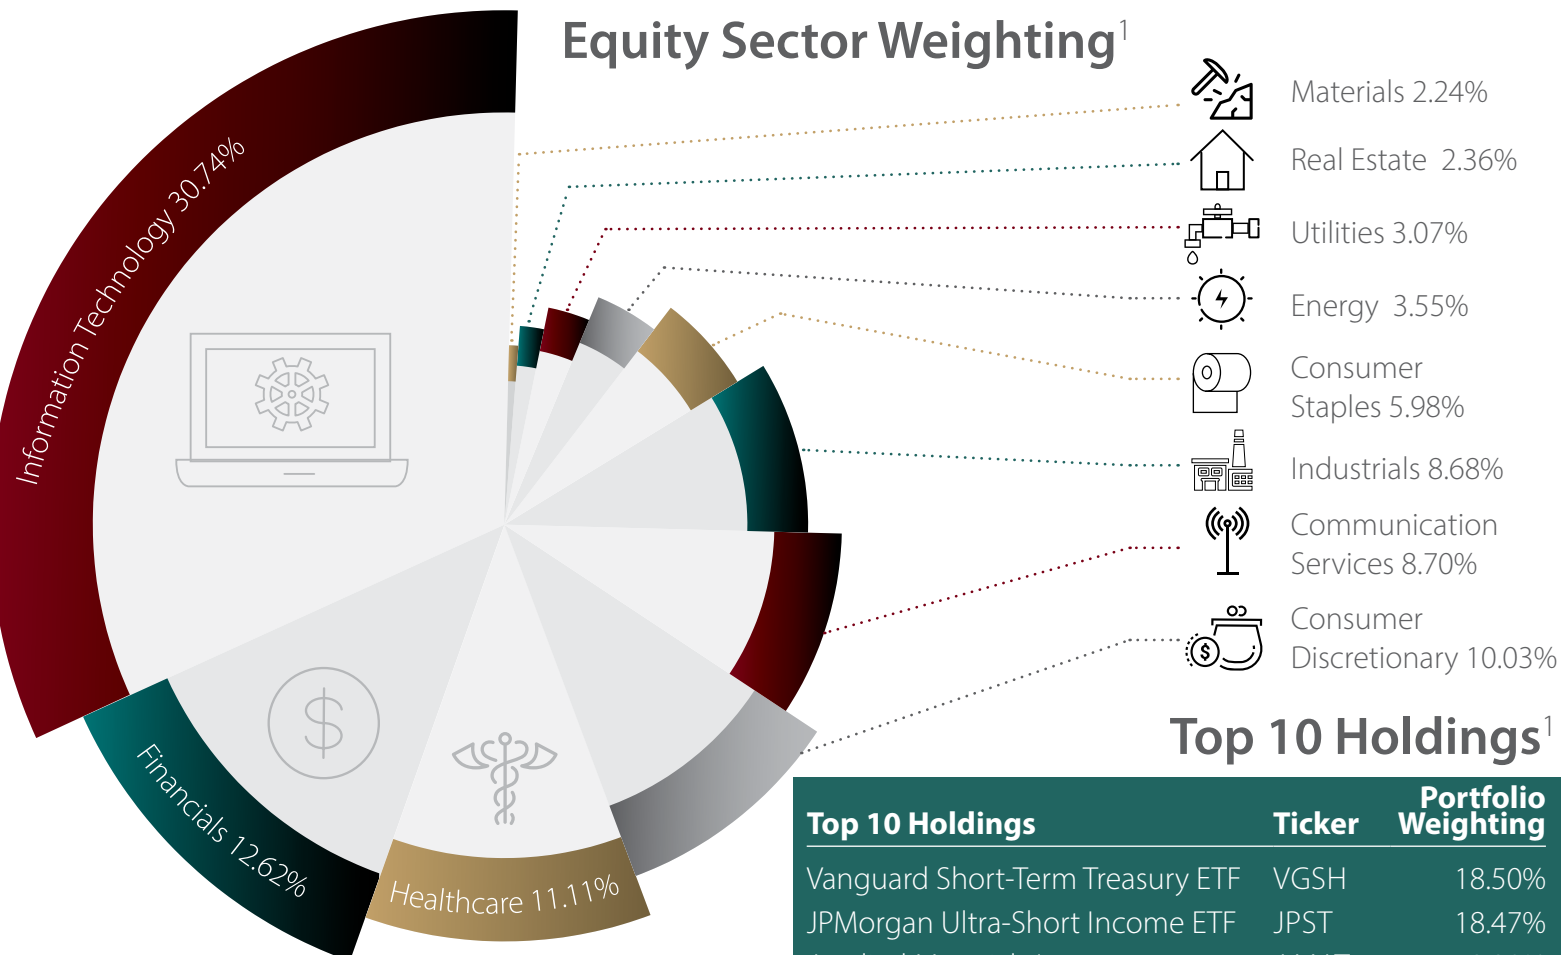 Equity Sector Weighting¹
Materials 2.24%
Real Estate 2.36%
Utilities 3.07%
Energy 3.55%
Consumer
Staples 5.98%
Industrials 8.68%
Communication
Services 8.70%
Consumer
Discretionary 10.03%
Information Technology 30.74%
Financials 12.62%
Healthcare 11.11%
$
$
Top 10 Holdings¹
Top 10 Holdings Ticker Portfolio Weighting
Vanguard Short-Term Treasury ETF VGSH 18.50%
JPMorgan Ultra-Short Income ETF JPST 18.47%